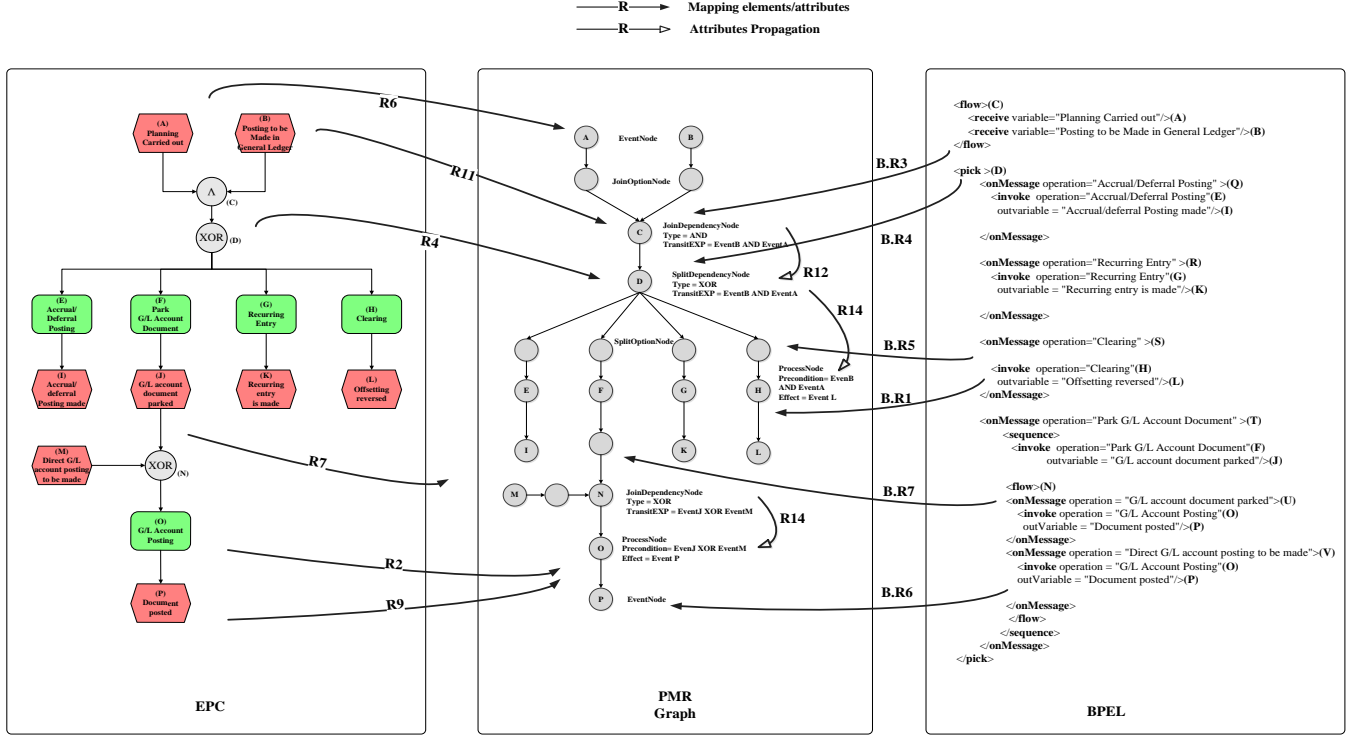 R
Mapping elements/attributes
R
Attributes Propagation
(A)
Planning
Carried out
(B)
Posting to be
Made in
General Ledger
Λ
(C)
XOR
(D)
(E)
Accrual/
Deferral
Posting
(F)
Park
G/L Account
Document
(G)
Recurring
Entry
(H)
Clearing
(I)
Accrual/
deferral
Posting made
(J)
G/L account
document
parked
(K)
Recurring
entry
is made
(L)
Offsetting
reversed
(M)
Direct G/L
account posting
to be made
XOR
(N)
(O)
G/L Account
Posting
(P)
Document
posted
EPC
R6
R11
R4
R7
R2
R9
A
EventNode
B
JoinOptionNode
C
JoinDependencyNode
Type = AND
TransitEXP = EventB AND EventA
D
SplitDependencyNode
Type = XOR
TransitEXP = EventB AND EventA
R12
R14
SplitOptionNode
ProcessNode
Precondition= EvenB
AND EventA
Effect = Event L
E
F
G
H
I
K
L
M
N
JoinDependencyNode
Type = XOR
TransitEXP = EventJ XOR EventM
R14
O
ProcessNode
Precondition= EvenJ XOR EventM
Effect = Event P
P
EventNode
PMR
Graph
B.R3
B.R4
B.R5
B.R1
B.R7
B.R6
<flow>(C)
<receive variable="Planning Carried out"/>(A)
<receive variable="Posting to be Made in General Ledger"/>(B)
</flow>
<pick >(D)
<onMessage operation="Accrual/Deferral Posting" >(Q)
<invoke operation="Accrual/Deferral Posting"(E)
outvariable = "Accrual/deferral Posting made"/>(I)
</onMessage>
<onMessage operation="Recurring Entry" >(R)
<invoke operation="Recurring Entry"(G)
outvariable = "Recurring entry is made"/>(K)
</onMessage>
<onMessage operation="Clearing" >(S)
<invoke operation="Clearing"(H)
outvariable = "Offsetting reversed"/>(L)
</onMessage>
<onMessage operation="Park G/L Account Document" >(T)
<sequence>
<invoke operation="Park G/L Account Document"(F)
outvariable = "G/L account document parked"/>(J)
<flow>(N)
<onMessage operation = "G/L account document parked">(U)
<invoke operation = "G/L Account Posting"(O)
outVariable = "Document posted"/>(P)
</onMessage>
<onMessage operation = "Direct G/L account posting to be made">(V)
<invoke operation = "G/L Account Posting"(O)
outVariable = "Document posted"/>(P)
</onMessage>
</flow>
</sequence>
</onMessage>
</pick>
BPEL